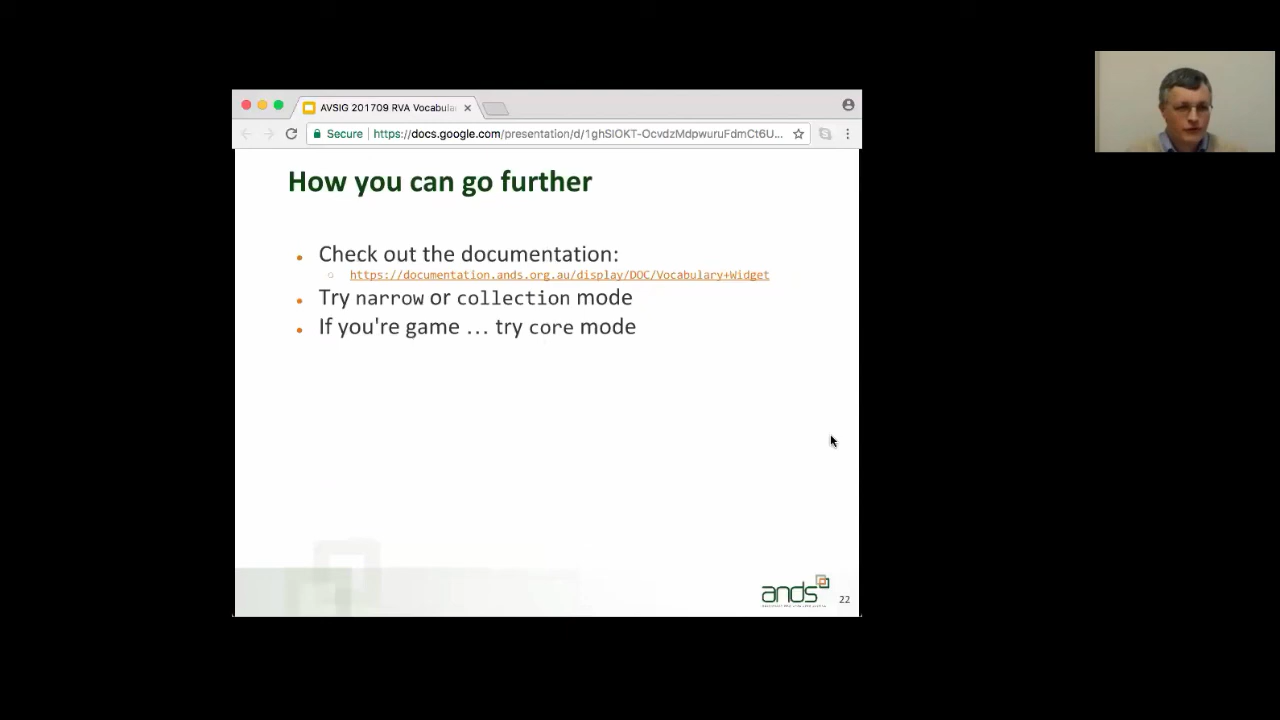 AVSIG 201709 RVA Vocabula
Secure https://docs.google.com/presentation/d/1ghSIOKT-OcvdzMdpwuruFdmCt6U...
How you can go further
• Check out the documentation:
○ https://documentation.ands.org.au/display/DOC/Vocabulary+Widget
• Try narrow or collection mode
• If you're game … try core mode
ands
22